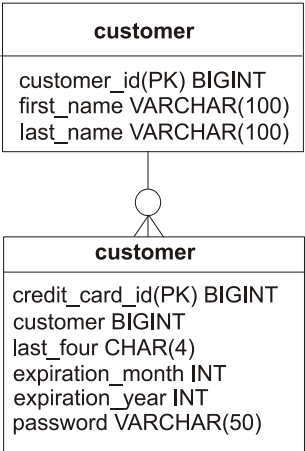 customer
customer_id(PK) BIGINT
first_name VARCHAR(100)
last_name VARCHAR(100)
customer
credit_card_id(PK) BIGINT
customer BIGINT
last_four CHAR(4)
expiration_month INT
expiration_year INT
password VARCHAR(50)